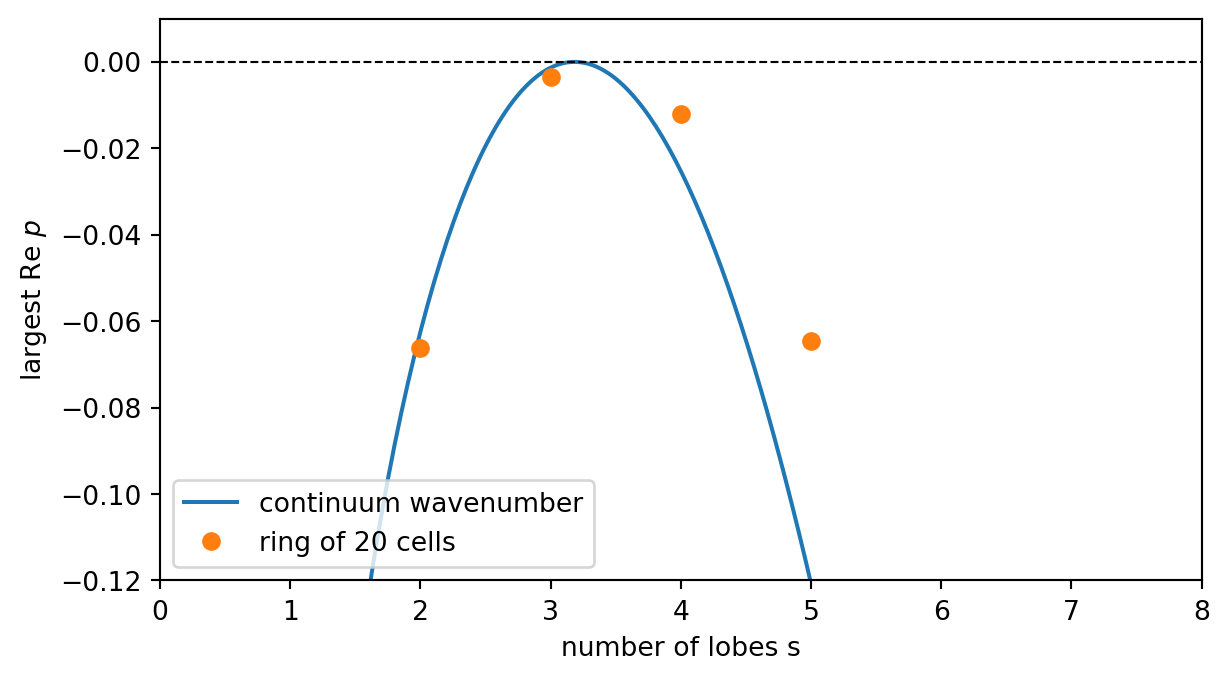 0.00
−0.02
−0.04
−0.06
−0.08
−0.10
−0.12
largest Re p
continuum wavenumber
ring of 20 cells
0 1 2 3 4 5 6 7 8
number of lobes s